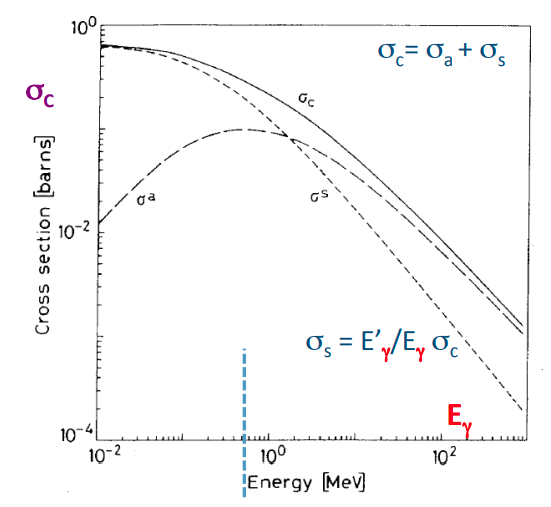 10⁰
σc= σa + σs
σc
σc
Cross section [barns]
σᵃ
σˢ
10⁻²
σs = E'γ/Eγ σc
Eγ
10⁻⁴
10⁻²
10⁰
10²
Energy [MeV]